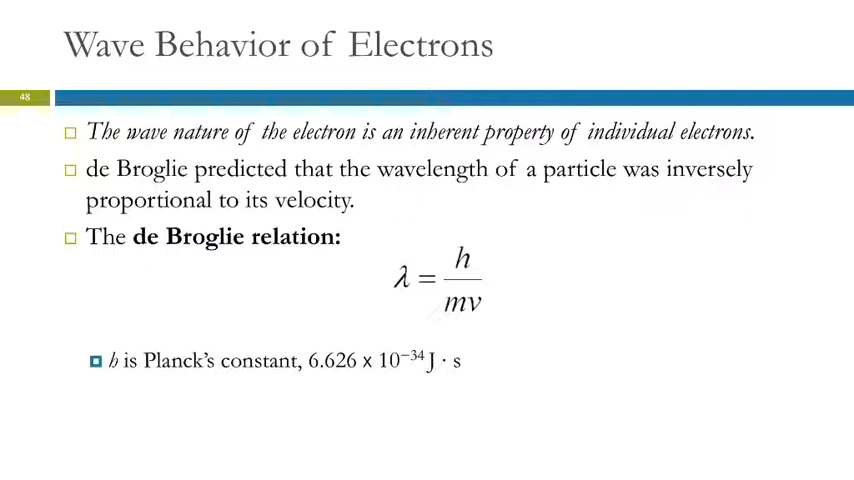 Wave Behavior of Electrons
48
The wave nature of the electron is an inherent property of individual electrons.
de Broglie predicted that the wavelength of a particle was inversely
proportional to its velocity.
The de Broglie relation:
λ = h/mv
h is Planck's constant, 6.626 x 10⁻³⁴ J · s